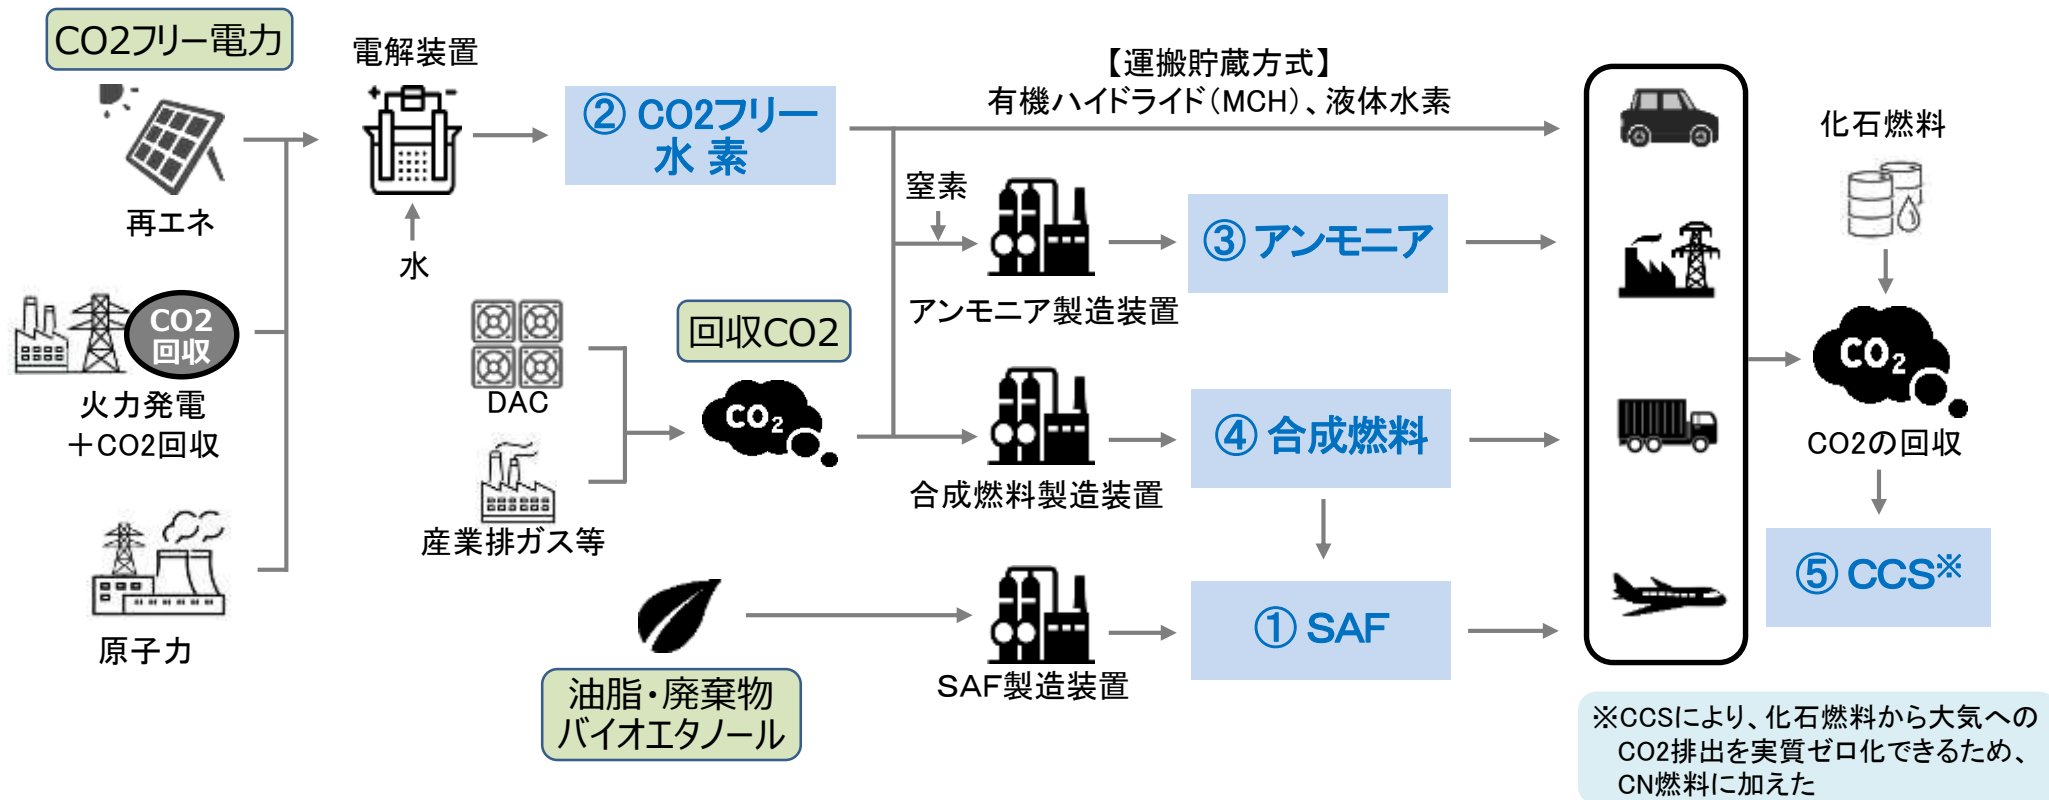 CO2フリー電力
再エネ
CO2
回収
火力発電
＋CO2回収
原子力
電解装置
水
② CO2フリー
水 素
【運搬貯蔵方式】
有機ハイドライド（MCH）、液体水素
窒素
アンモニア製造装置
③ アンモニア
DAC
産業排ガス等
回収CO2
CO2
合成燃料製造装置
④ 合成燃料
油脂・廃棄物
バイオエタノール
SAF製造装置
① SAF
化石燃料
CO2
CO2の回収
⑤ CCS※
※CCSにより、化石燃料から大気への
CO2排出を実質ゼロ化できるため、
CN燃料に加えた